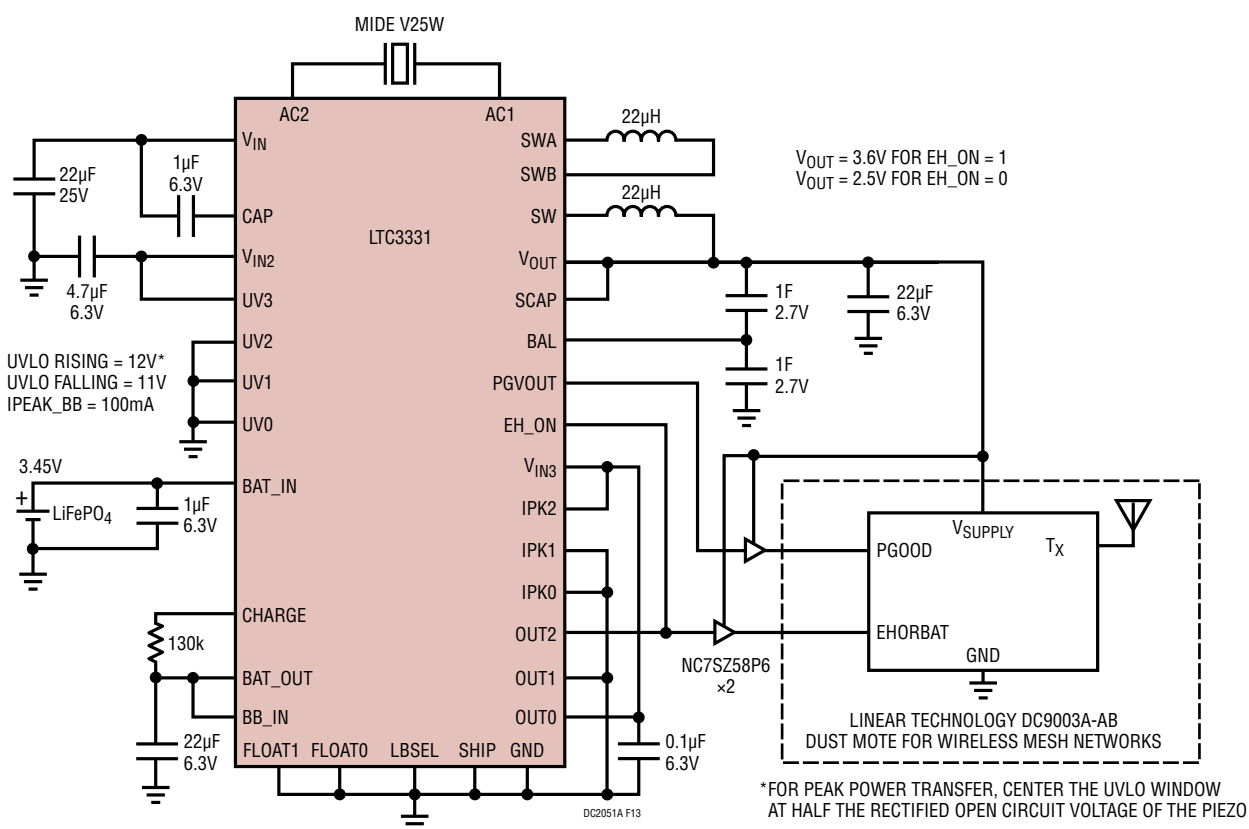 MIDE V25W
AC2
AC1
VIN
CAP
VIN2
UV3
UV2
UV1
UV0
BAT_IN
CHARGE
BAT_OUT
BB_IN
FLOAT1
FLOAT0
LBSEL
SHIP
GND
LTC3331
SWA
SWB
SW
VOUT
SCAP
BAL
PGVOUT
EH_ON
VIN3
IPK2
IPK1
IPK0
OUT2
OUT1
OUT0
22µF
25V
1µF
6.3V
4.7µF
6.3V
UVLO RISING = 12V*
UVLO FALLING = 11V
IPEAK_BB = 100mA
3.45V
+
LiFePO4
1µF
6.3V
130k
22µF
6.3V
22µH
22µH
VOUT = 3.6V FOR EH_ON = 1
VOUT = 2.5V FOR EH_ON = 0
1F
2.7V
22µF
6.3V
1F
2.7V
NC7SZ58P6
×2
0.1µF
6.3V
VSUPPLY
PGOOD
TX
EHORBAT
GND
LINEAR TECHNOLOGY DC9003A-AB
DUST MOTE FOR WIRELESS MESH NETWORKS
DC2051A F13
*FOR PEAK POWER TRANSFER, CENTER THE UVLO WINDOW
AT HALF THE RECTIFIED OPEN CIRCUIT VOLTAGE OF THE PIEZO